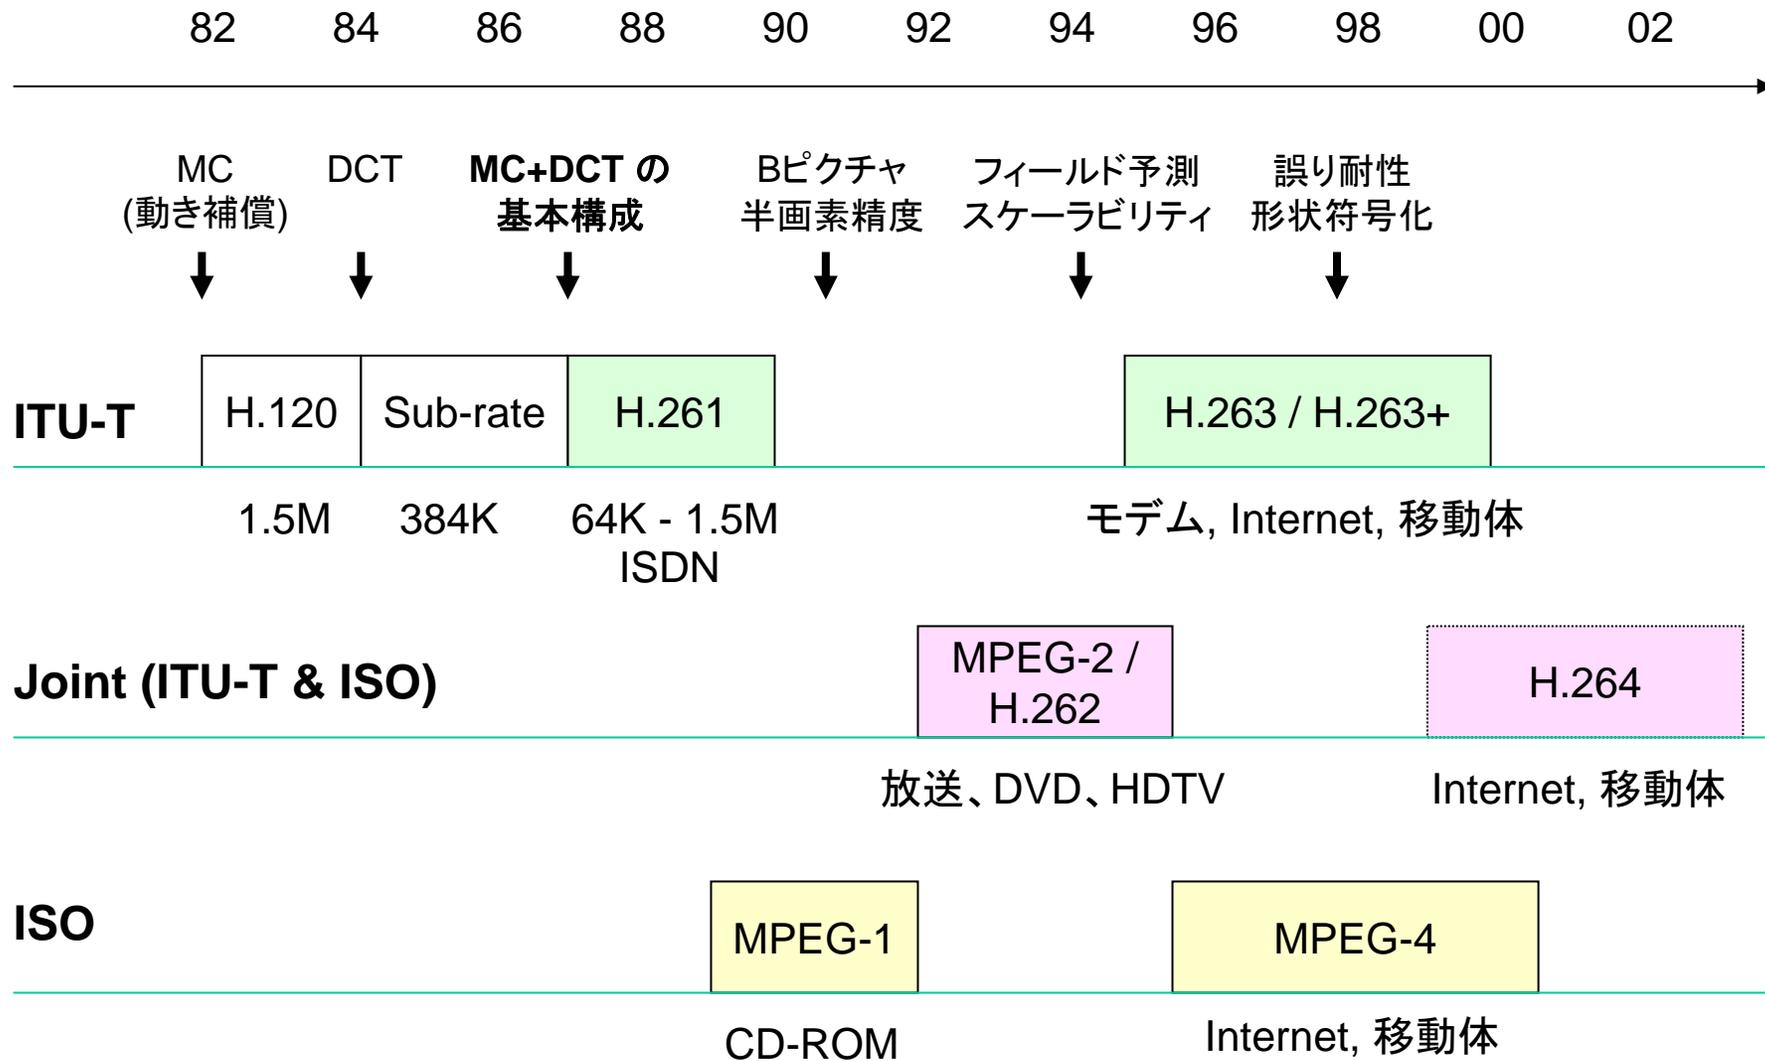 82 84 86 88 90 92 94 96 98 00 02
MC
(動き補償)
DCT
MC+DCT の
基本構成
Bピクチャ
半画素精度
フィールド予測
スケーラビリティ
誤り耐性
形状符号化
ITU-T
H.120
Sub-rate
H.261
H.263 / H.263+
1.5M
384K
64K - 1.5M
ISDN
モデム, Internet, 移動体
Joint (ITU-T & ISO)
MPEG-2 /
H.262
H.264
放送、DVD、HDTV
Internet, 移動体
ISO
MPEG-1
MPEG-4
CD-ROM
Internet, 移動体